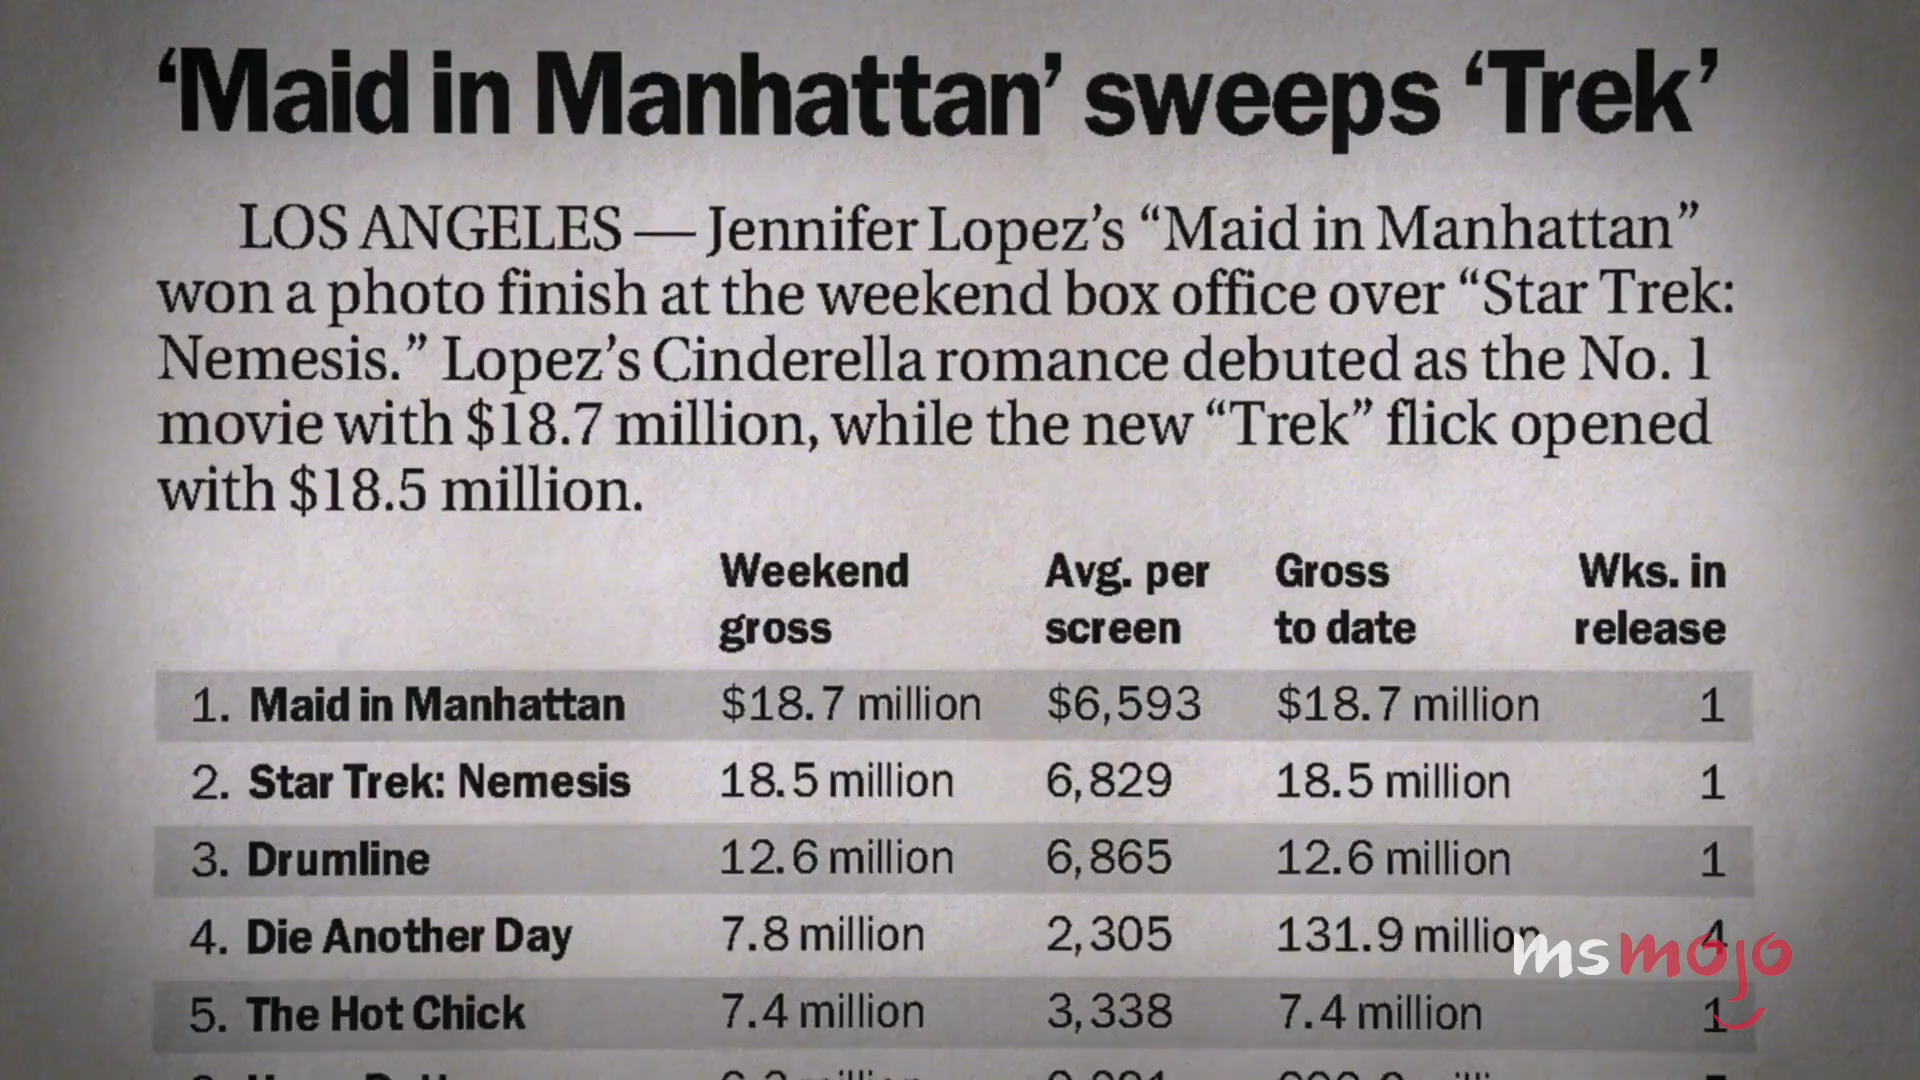 ‘Maid in Manhattan’ sweeps ‘Trek’
LOS ANGELES — Jennifer Lopez’s “Maid in Manhattan”
won a photo finish at the weekend box office over “Star Trek:
Nemesis.” Lopez’s Cinderella romance debuted as the No. 1
movie with $18.7 million, while the new “Trek” flick opened
with $18.5 million.
Weekend gross Avg. per screen Gross to date Wks. in release
1. Maid in Manhattan $18.7 million $6,593 $18.7 million 1
2. Star Trek: Nemesis 18.5 million 6,829 18.5 million 1
3. Drumline 12.6 million 6,865 12.6 million 1
4. Die Another Day 7.8 million 2,305 131.9 million 4
5. The Hot Chick 7.4 million 3,338 7.4 million 1
msmojo